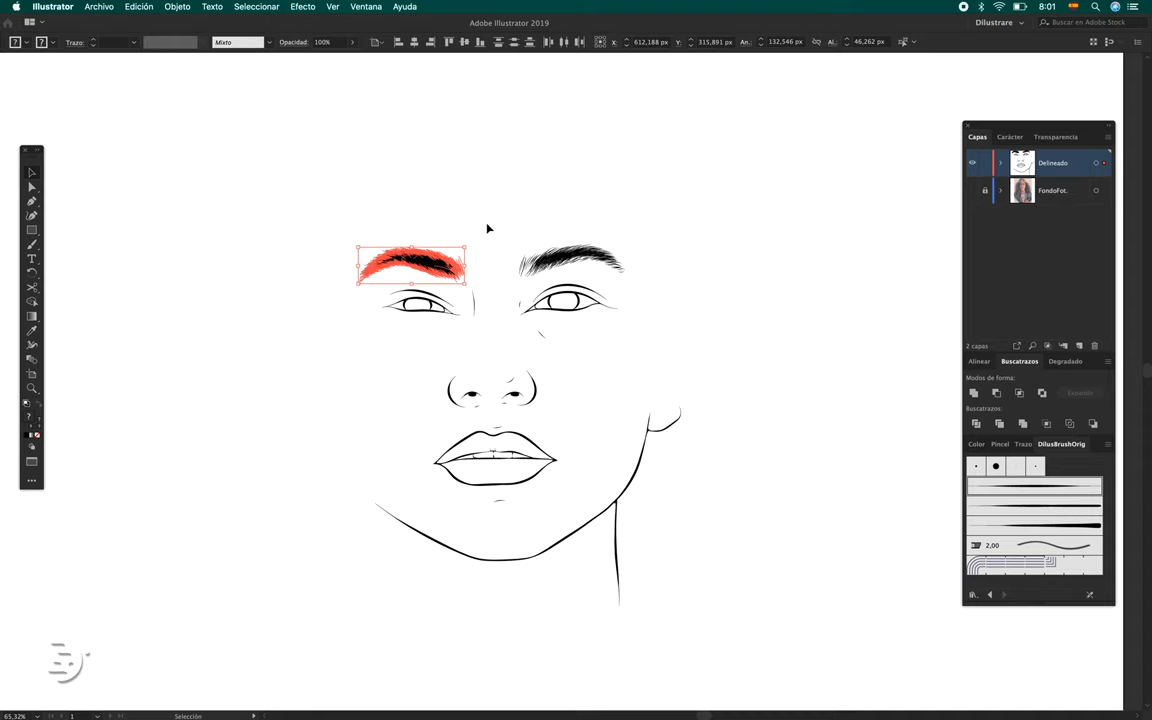 Illustrator Archivo Edición Objeto Texto Seleccionar Efecto Ver Ventana Ayuda 8:01
Adobe Illustrator 2019 Dilustrare Buscar en Adobe Stock
Trazo: Mixto Opacidad: 100% X: 612,188 px Y: 315,891 px An.: 132,546 px Al.: 46,262 px
Capas Carácter Transparencia
Delineado
FondoFot.
2 capas
Alinear Buscatrazos Degradado
Modos de forma:
Expandir
Buscatrazos:
Color Pincel Trazo DilusBrushOrig
2,00
65,32% 1 Selección